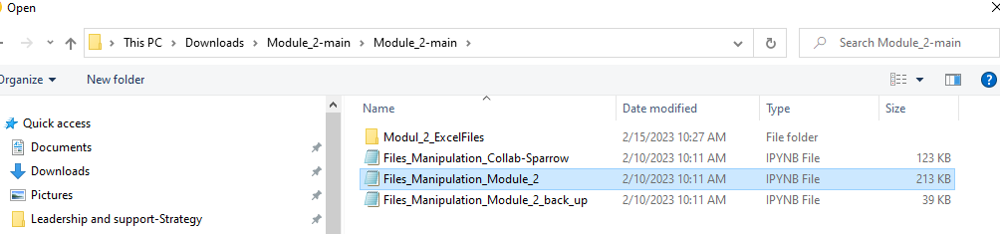 Open
This PC > Downloads > Module_2-main > Module_2-main >
Search Module_2-main
Organize New folder
Name Date modified Type Size
Quick access
Documents
Downloads
Pictures
Leadership and support-Strategy
Modul_2_ExcelFiles 2/15/2023 10:27 AM File folder
Files_Manipulation_Collab-Sparrow 2/10/2023 10:11 AM IPYNB File 123 KB
Files_Manipulation_Module_2 2/10/2023 10:11 AM IPYNB File 213 KB
Files_Manipulation_Module_2_back_up 2/10/2023 10:11 AM IPYNB File 39 KB